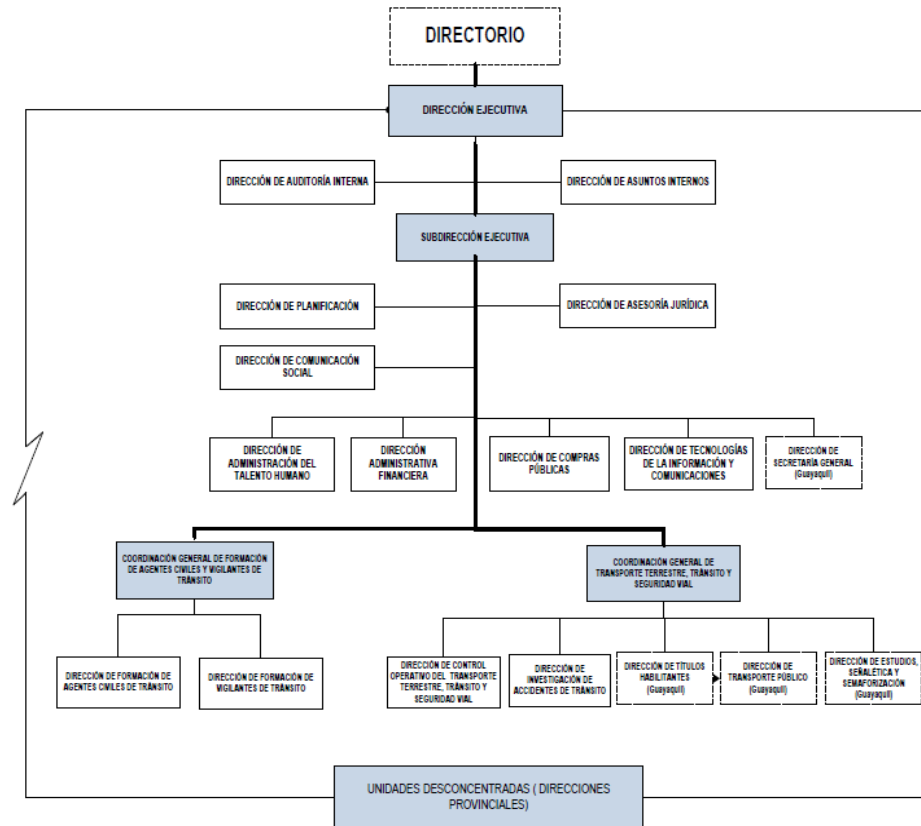 DIRECTORIO
DIRECCIÓN EJECUTIVA
DIRECCIÓN DE AUDITORÍA INTERNA
DIRECCIÓN DE ASUNTOS INTERNOS
SUBDIRECCIÓN EJECUTIVA
DIRECCIÓN DE PLANIFICACIÓN
DIRECCIÓN DE ASESORÍA JURÍDICA
DIRECCIÓN DE COMUNICACIÓN
SOCIAL
DIRECCIÓN DE
ADMINISTRACIÓN DEL
TALENTO HUMANO
DIRECCIÓN
ADMINISTRATIVA
FINANCIERA
DIRECCIÓN DE COMPRAS
PÚBLICAS
DIRECCIÓN DE TECNOLOGÍAS
DE LA INFORMACIÓN Y
COMUNICACIONES
DIRECCIÓN DE
SECRETARÍA GENERAL
(Guayaquil)
COORDINACIÓN GENERAL DE FORMACIÓN
DE AGENTES CIVILES Y VIGILANTES DE
TRÁNSITO
COORDINACIÓN GENERAL DE
TRANSPORTE TERRESTRE, TRÁNSITO Y
SEGURIDAD VIAL
DIRECCIÓN DE FORMACIÓN DE
AGENTES CIVILES DE TRÁNSITO
DIRECCIÓN DE FORMACIÓN DE
VIGILANTES DE TRÁNSITO
DIRECCIÓN DE CONTROL
OPERATIVO DEL TRANSPORTE
TERRESTRE, TRÁNSITO Y
SEGURIDAD VIAL
DIRECCIÓN DE
INVESTIGACIÓN DE
ACCIDENTES DE TRÁNSITO
DIRECCIÓN DE TÍTULOS
HABILITANTES
(Guayaquil)
DIRECCIÓN DE
TRANSPORTE PÚBLICO
(Guayaquil)
DIRECCIÓN DE ESTUDIOS,
SEÑALÉTICA Y
SEMAFORIZACIÓN
(Guayaquil)
UNIDADES DESCONCENTRADAS ( DIRECCIONES
PROVINCIALES)